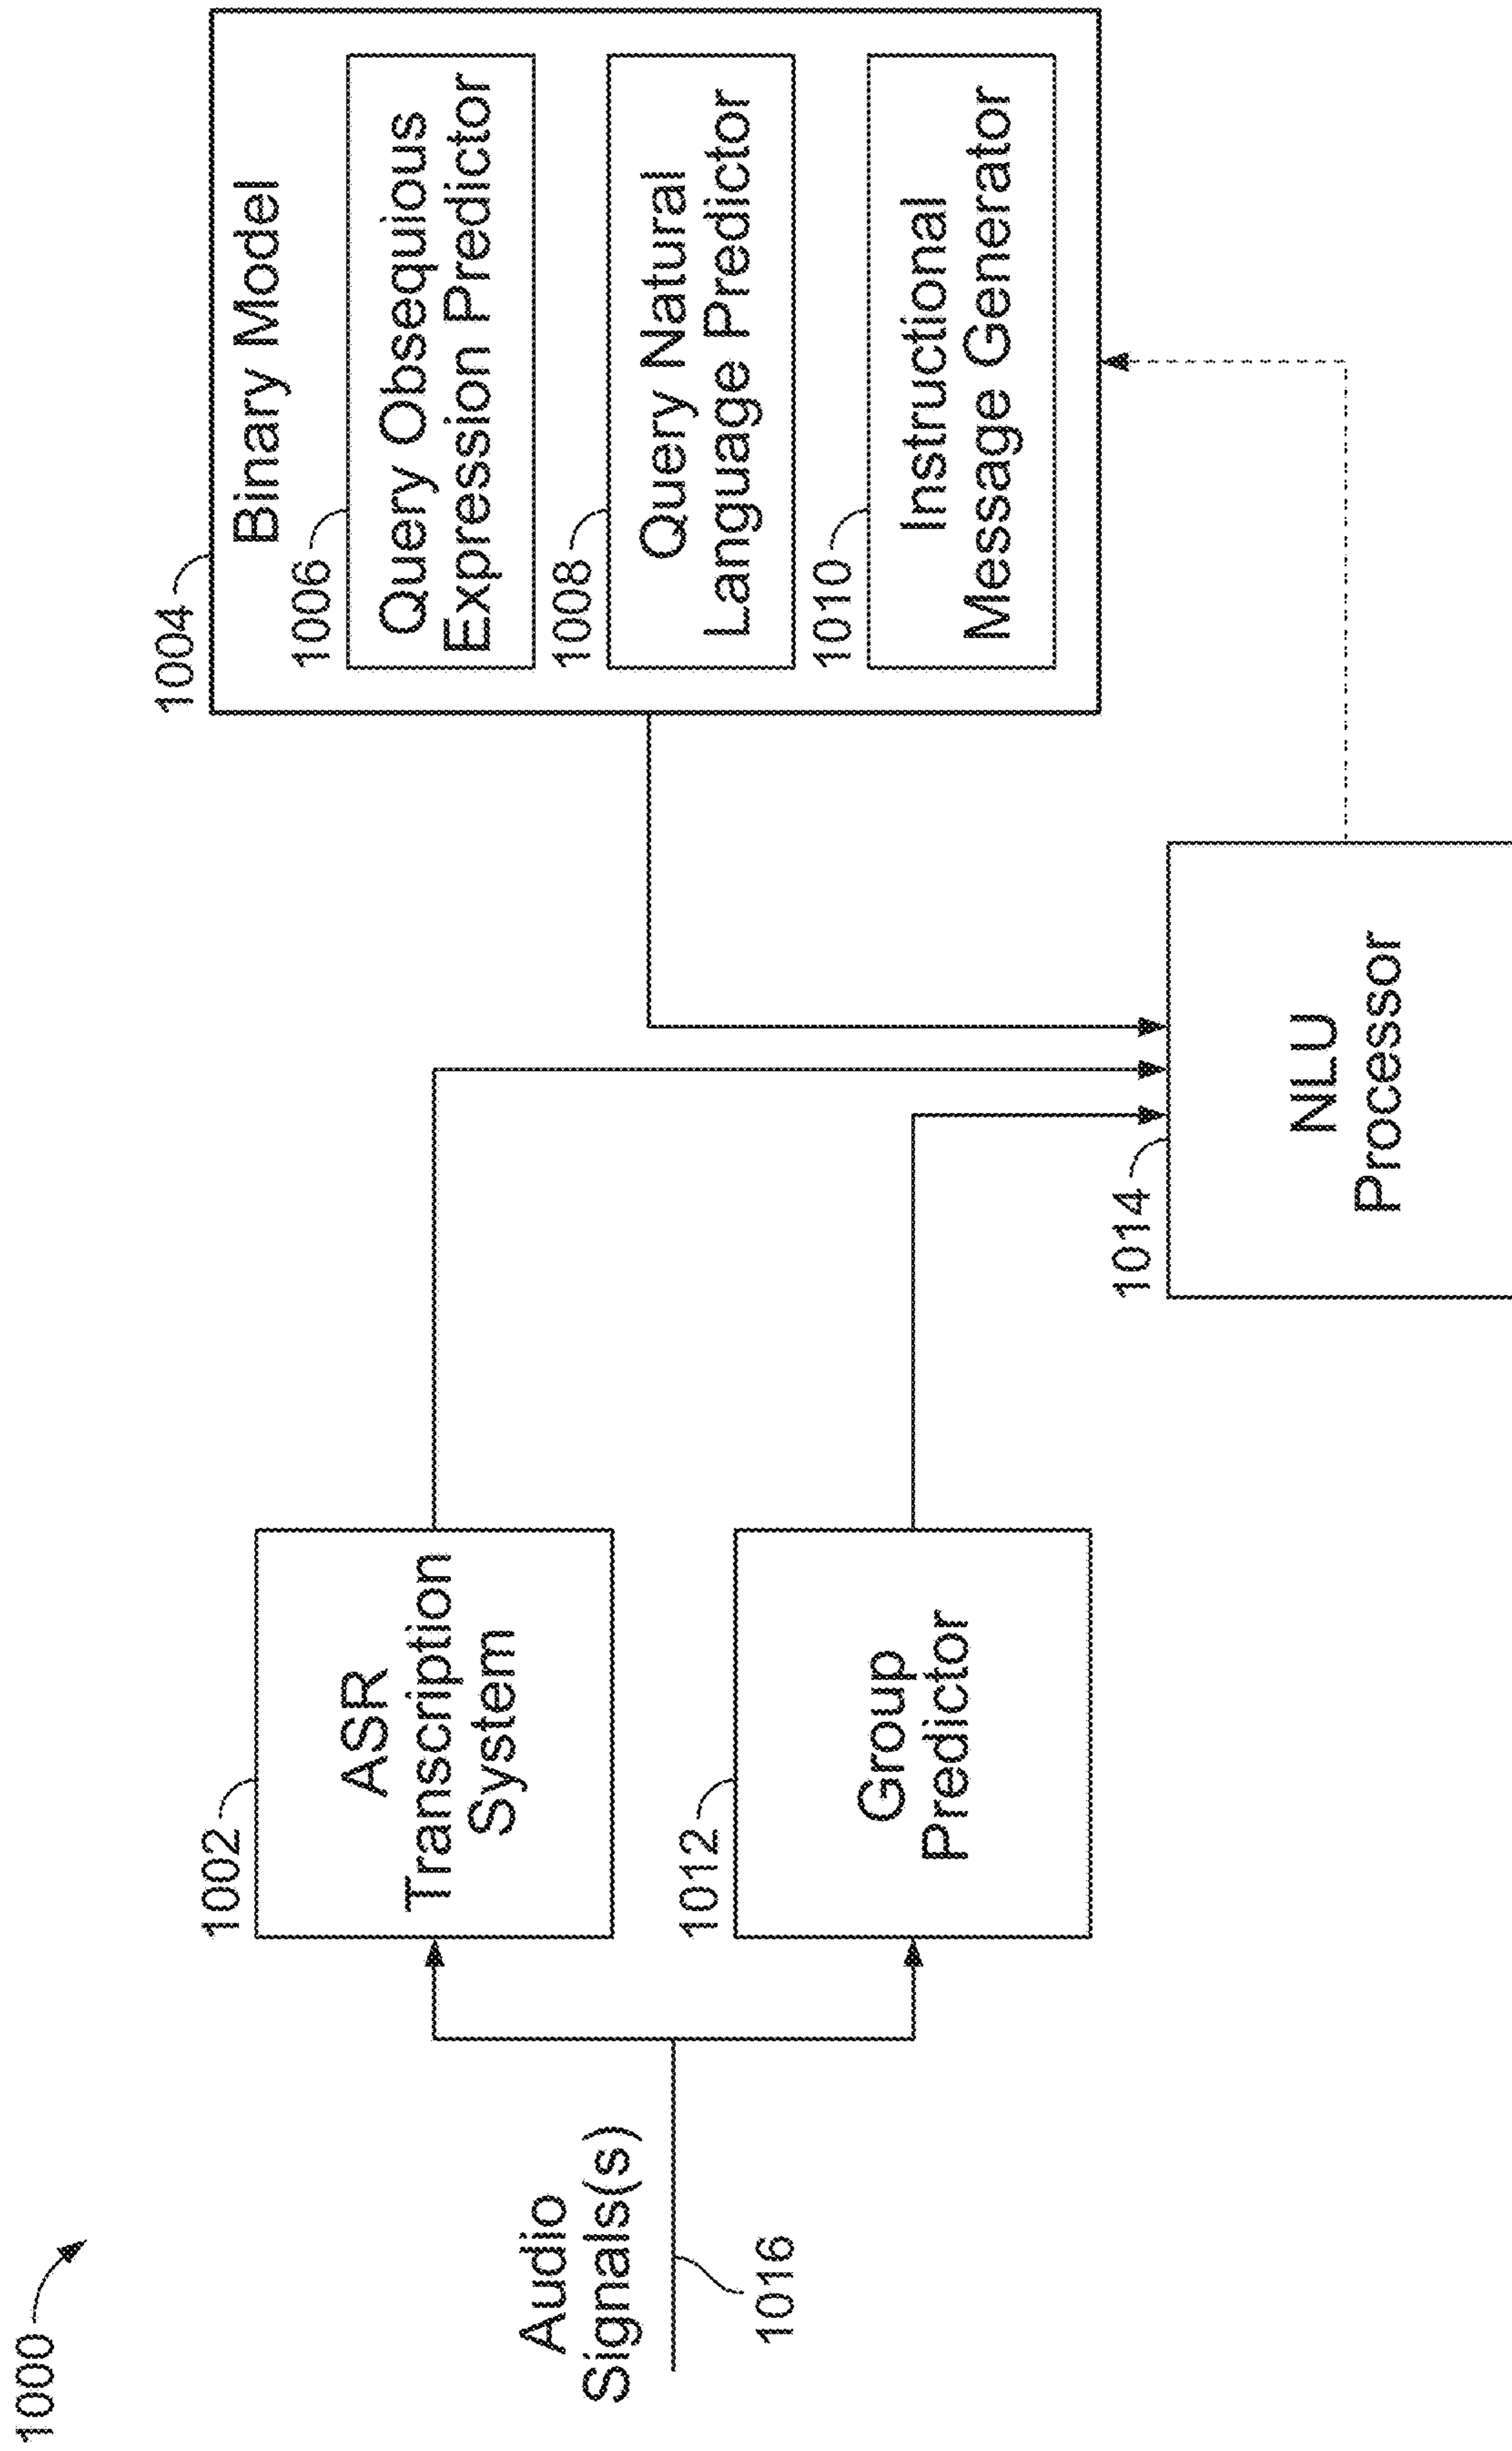 1000
Audio
Signals(s)
1016
1002
ASR
Transcription
System
1012
Group
Predictor
1014
NLU
Processor
1004
Binary Model
1006
Query Obsequious
Expression Predictor
1008
Query Natural
Language Predictor
1010
Instructional
Message Generator